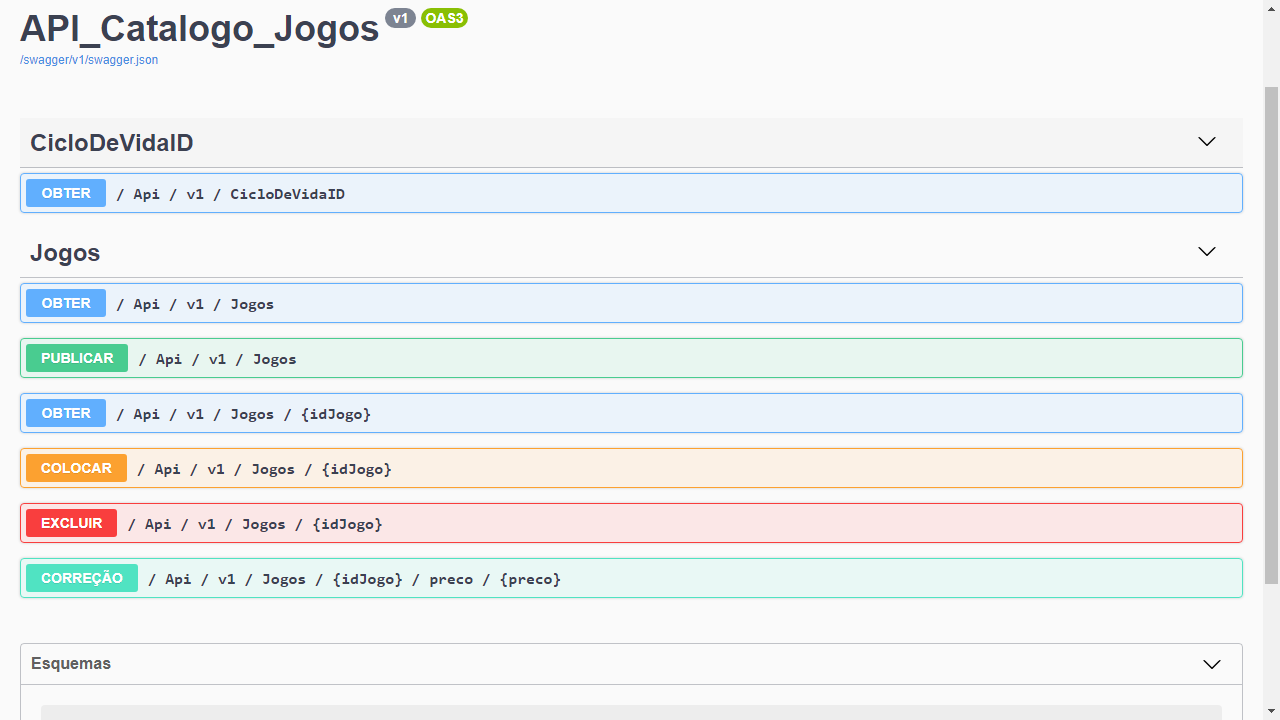 API_Catalogo_Jogos v1 OAS3
/swagger/v1/swagger.json
CicloDeVidaID
OBTER / Api / v1 / CicloDeVidaID
Jogos
OBTER / Api / v1 / Jogos
PUBLICAR / Api / v1 / Jogos
OBTER / Api / v1 / Jogos / {idJogo}
COLOCAR / Api / v1 / Jogos / {idJogo}
EXCLUIR / Api / v1 / Jogos / {idJogo}
CORREÇÃO / Api / v1 / Jogos / {idJogo} / preco / {preco}
Esquemas